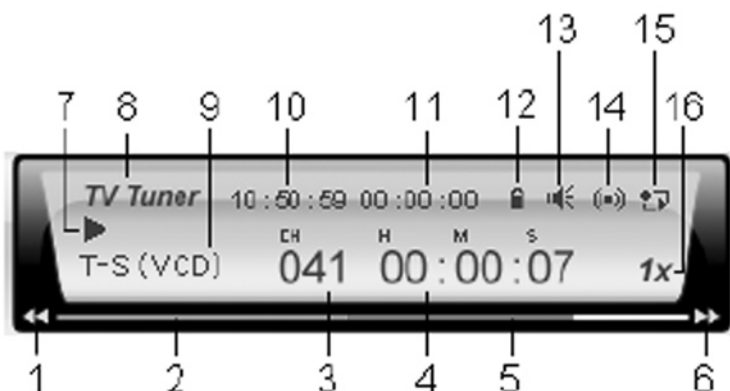 13 15
7 8 9 10 11 12 14 16
TV Tuner 10:50:59 00:00:00
CH H M S
T-S (VCD) 041 00:00:07 1x
1 2 3 4 5 6